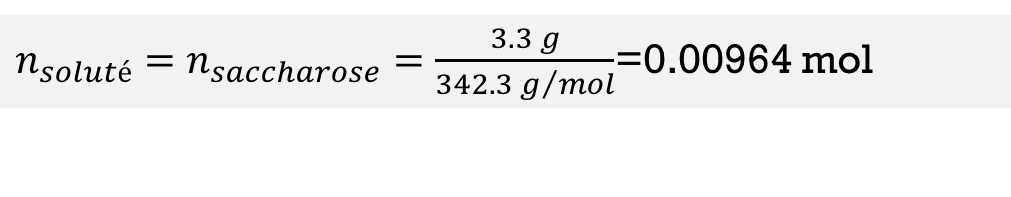 n_soluté = n_saccharose = 3.3 g / 342.3 g/mol =0.00964 mol